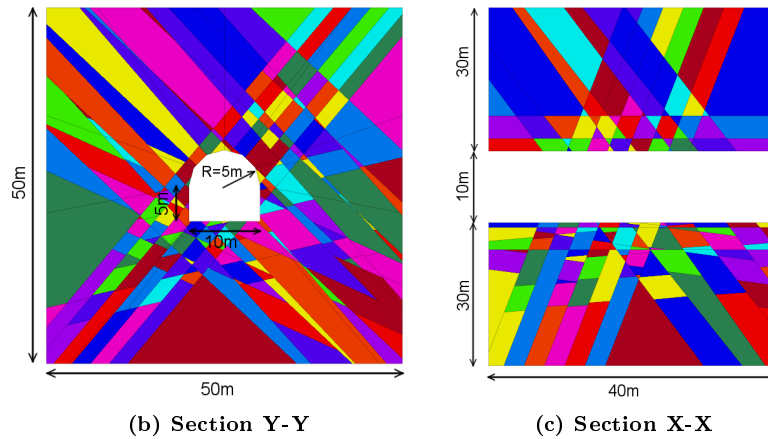 50m
R=5m
5m
10m
50m
(b) Section Y-Y
30m
10m
30m
40m
(c) Section X-X